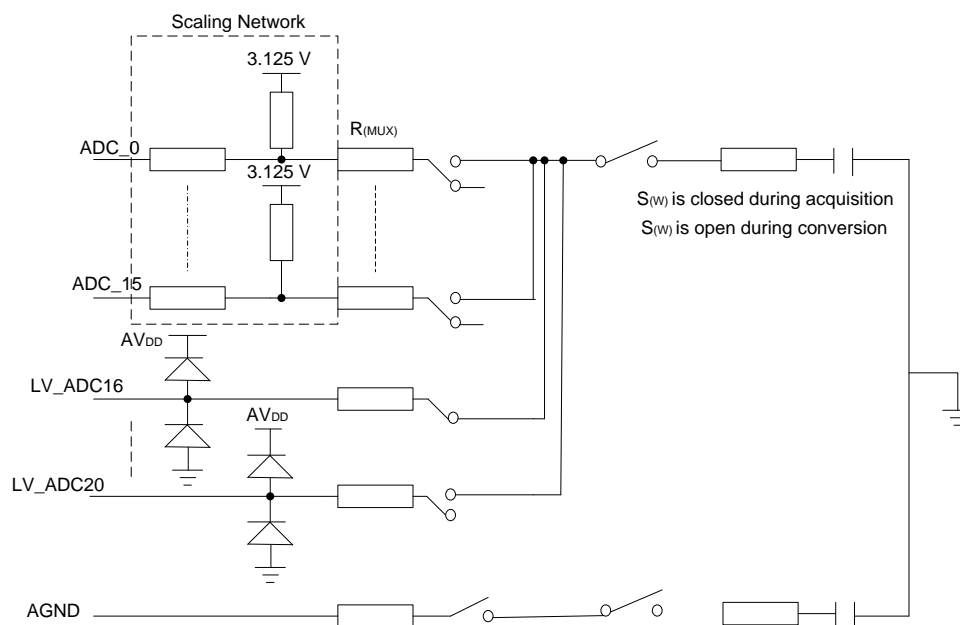 Scaling Network
3.125 V
R(MUX)
ADC_0
3.125 V
S(W) is closed during acquisition
S(W) is open during conversion
ADC_15
AVDD
LV_ADC16
AVDD
LV_ADC20
AGND